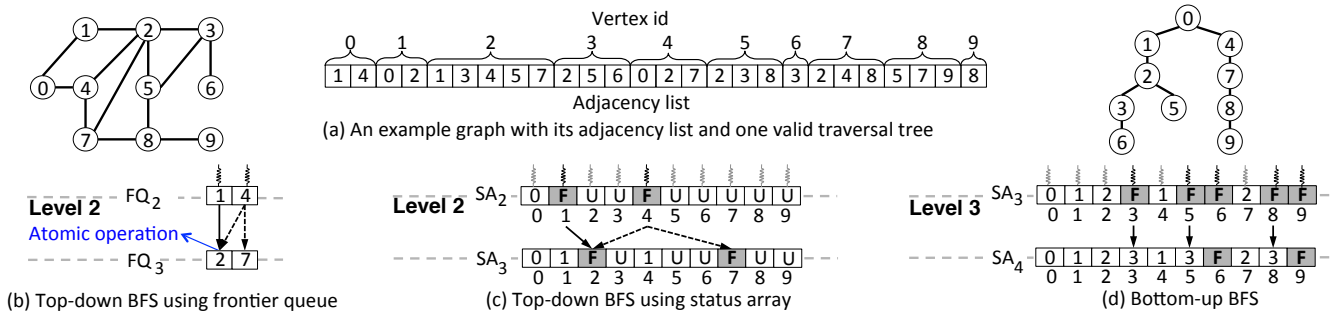 1 2 3
0 4 5 6
7 8 9
Vertex id
0 1 2 3 4 5 6 7 8 9
1 4 0 2 1 3 4 5 7 2 5 6 0 2 7 2 3 8 3 2 4 8 5 7 9 8
Adjacency list
(a) An example graph with its adjacency list and one valid traversal tree
0
1 4
2 7
3 5 8
6 9
FQ2 1 4
Level 2
Atomic operation
FQ3 2 7
(b) Top-down BFS using frontier queue
SA2 0 F U U F U U U U U
Level 2 0 1 2 3 4 5 6 7 8 9
SA3 0 1 F U 1 U U F U U
0 1 2 3 4 5 6 7 8 9
(c) Top-down BFS using status array
SA3 0 1 2 F 1 F F 2 F F
Level 3 0 1 2 3 4 5 6 7 8 9
SA4 0 1 2 3 1 3 F 2 3 F
0 1 2 3 4 5 6 7 8 9
(d) Bottom-up BFS